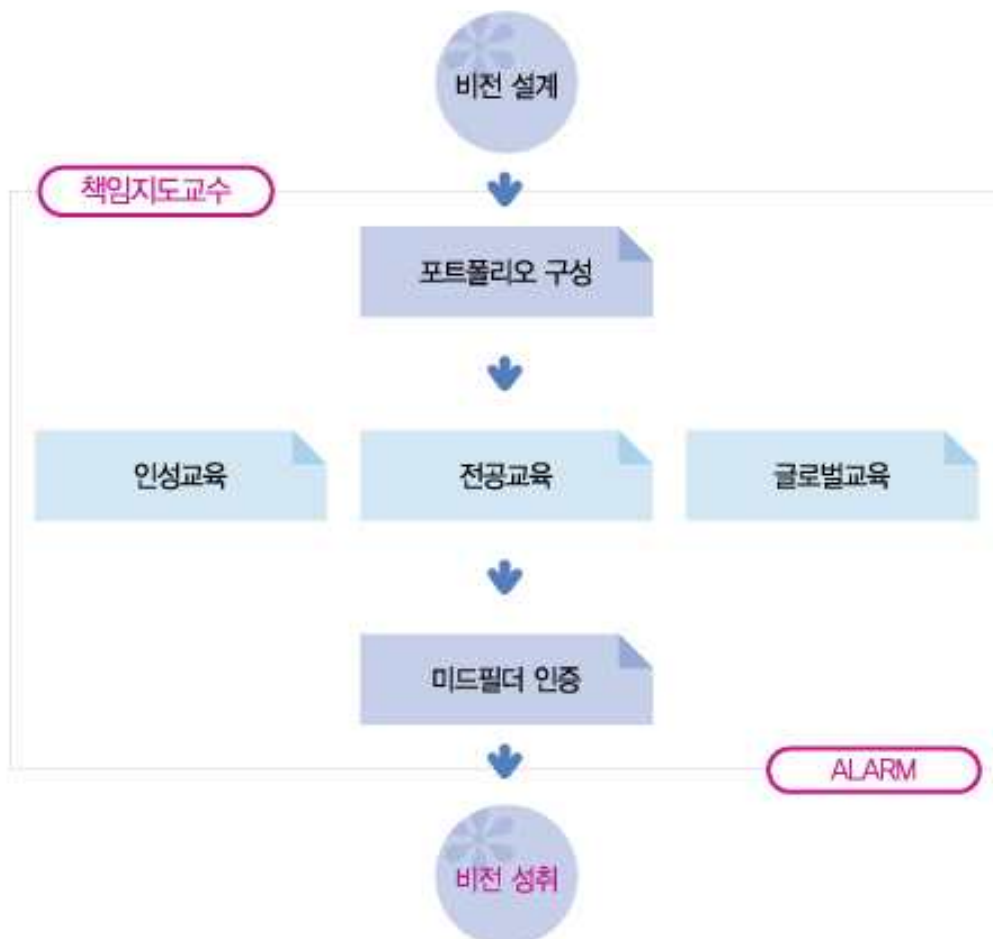 비전 설계
책임지도교수
포트폴리오 구성
인성교육
전공교육
글로벌교육
미드필더 인증
ALARM
비전 성취